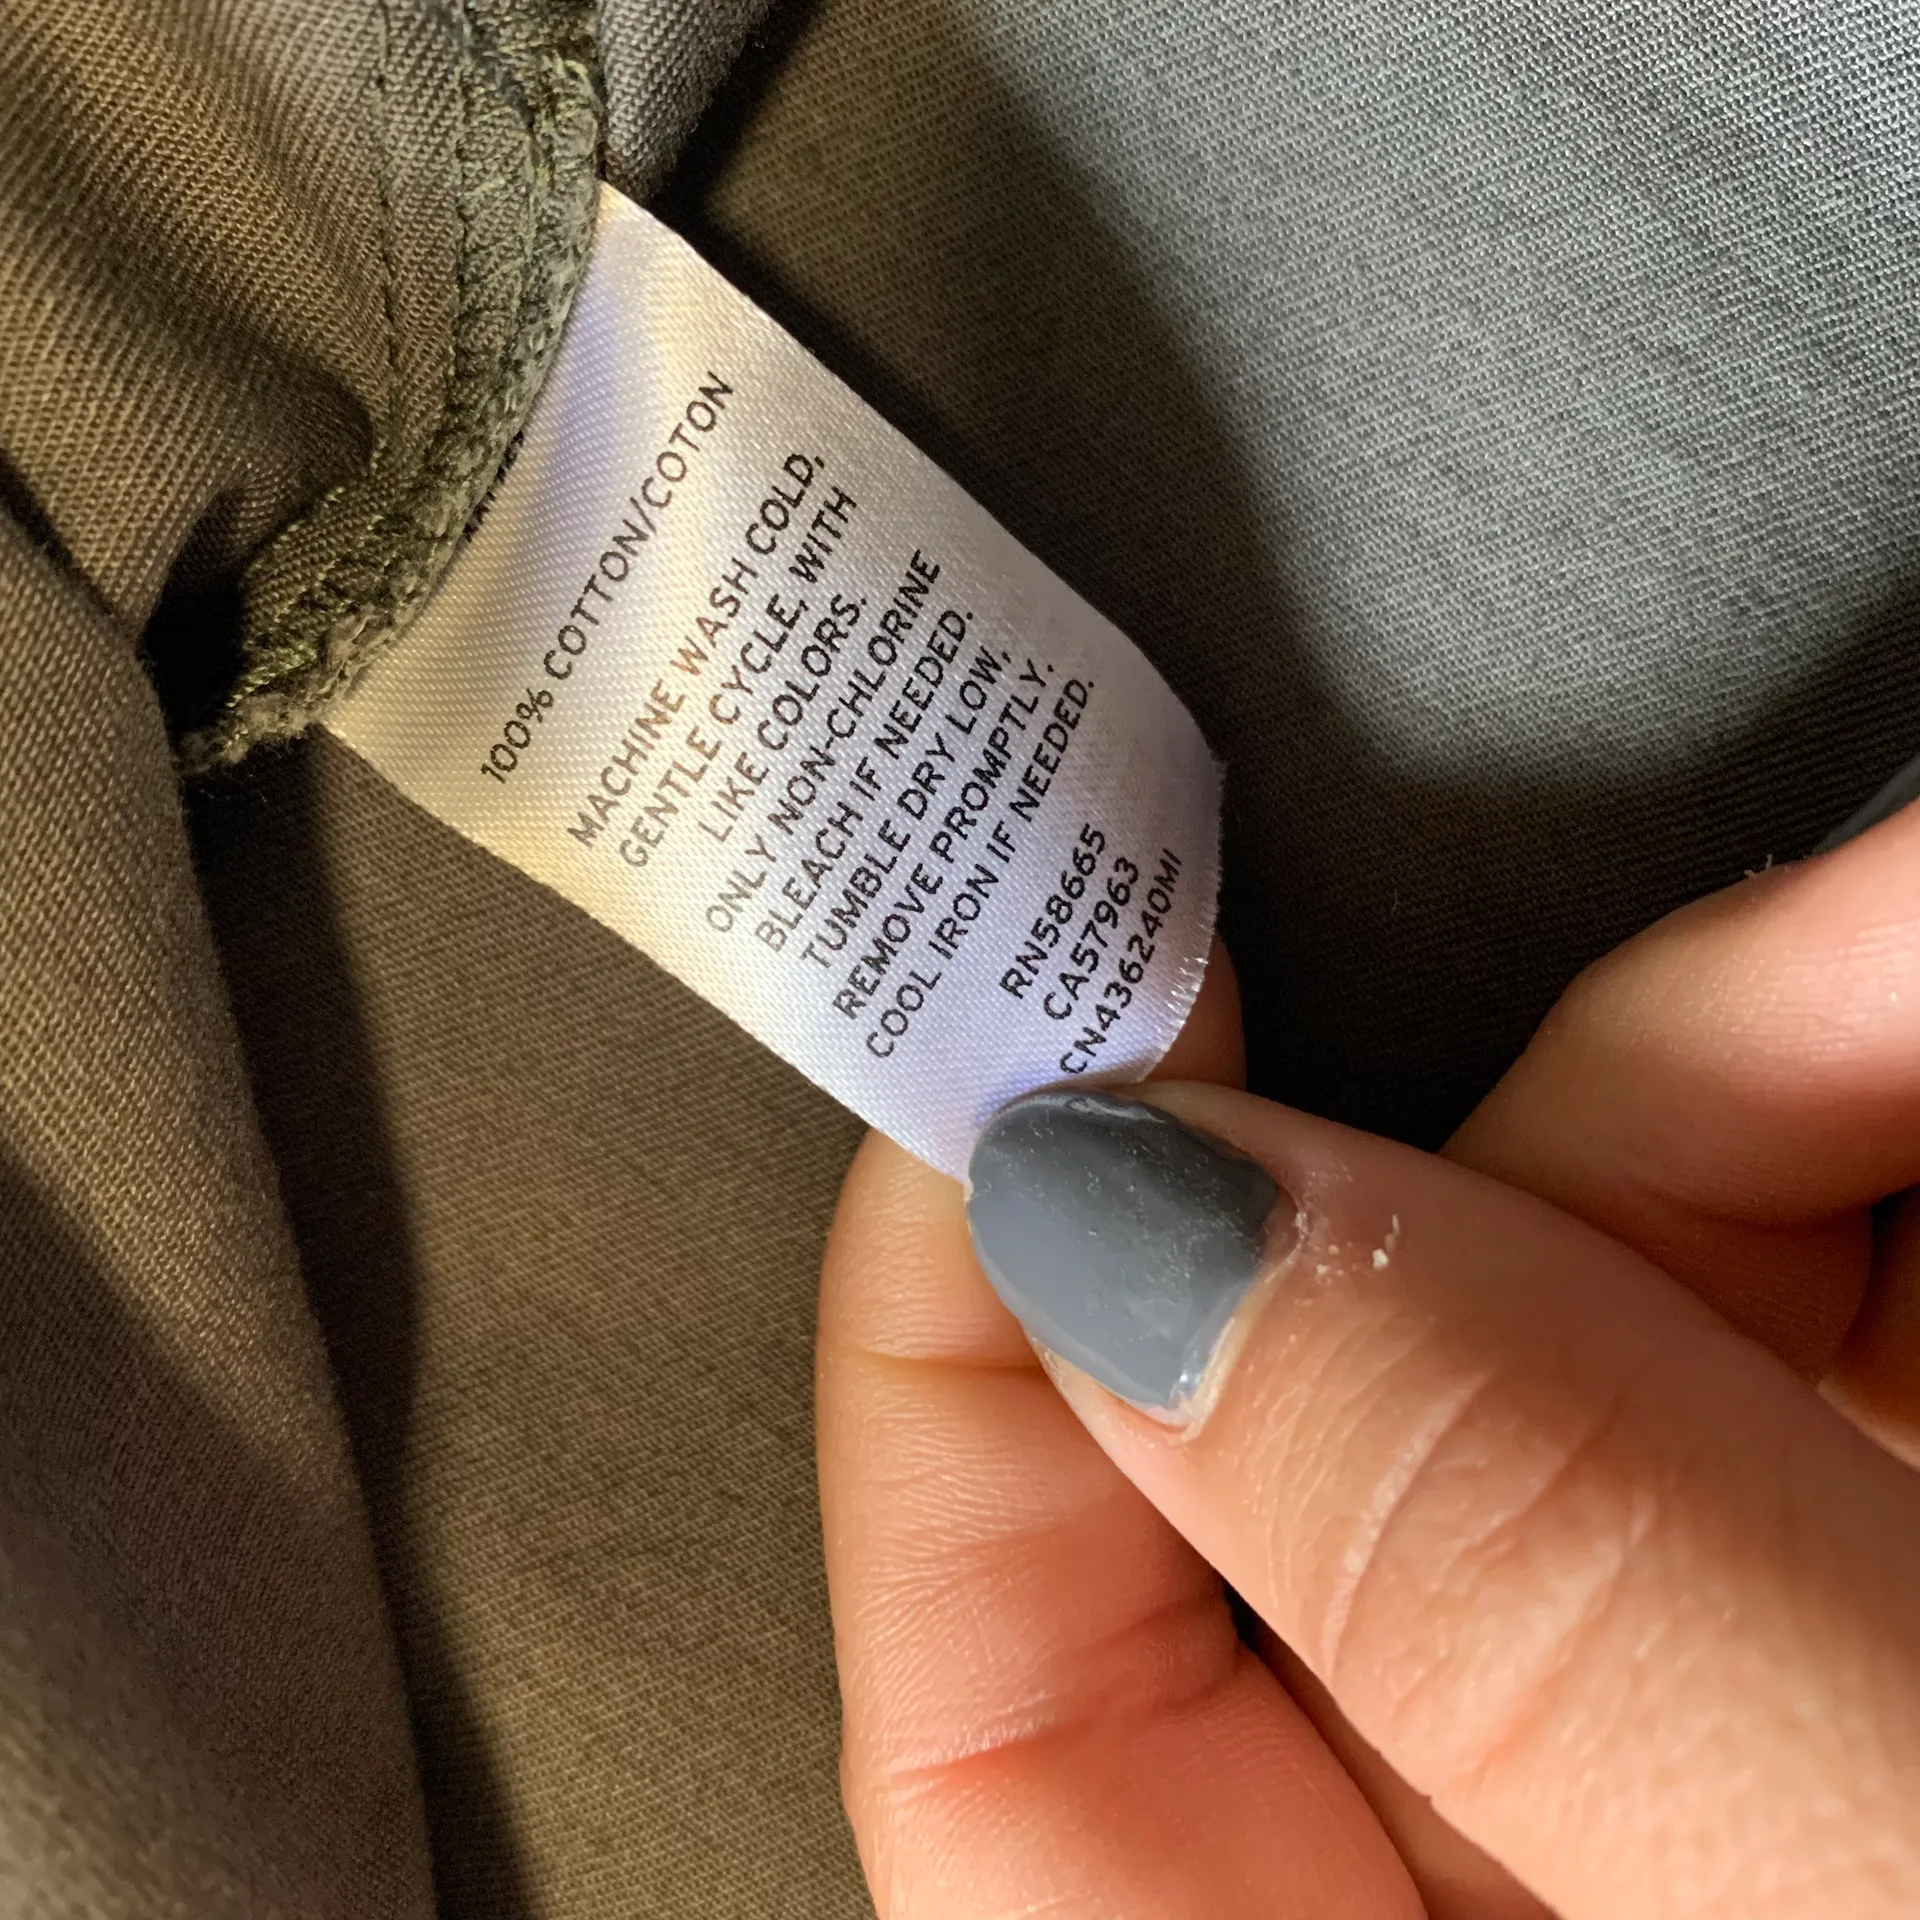 100% COTTON/COTON
MACHINE WASH COLD,
GENTLE CYCLE, WITH
LIKE COLORS.
ONLY NON-CHLORINE
BLEACH IF NEEDED.
TUMBLE DRY LOW,
REMOVE PROMPTLY.
COOL IRON IF NEEDED.
RN58665
CA57963
CN436240MI